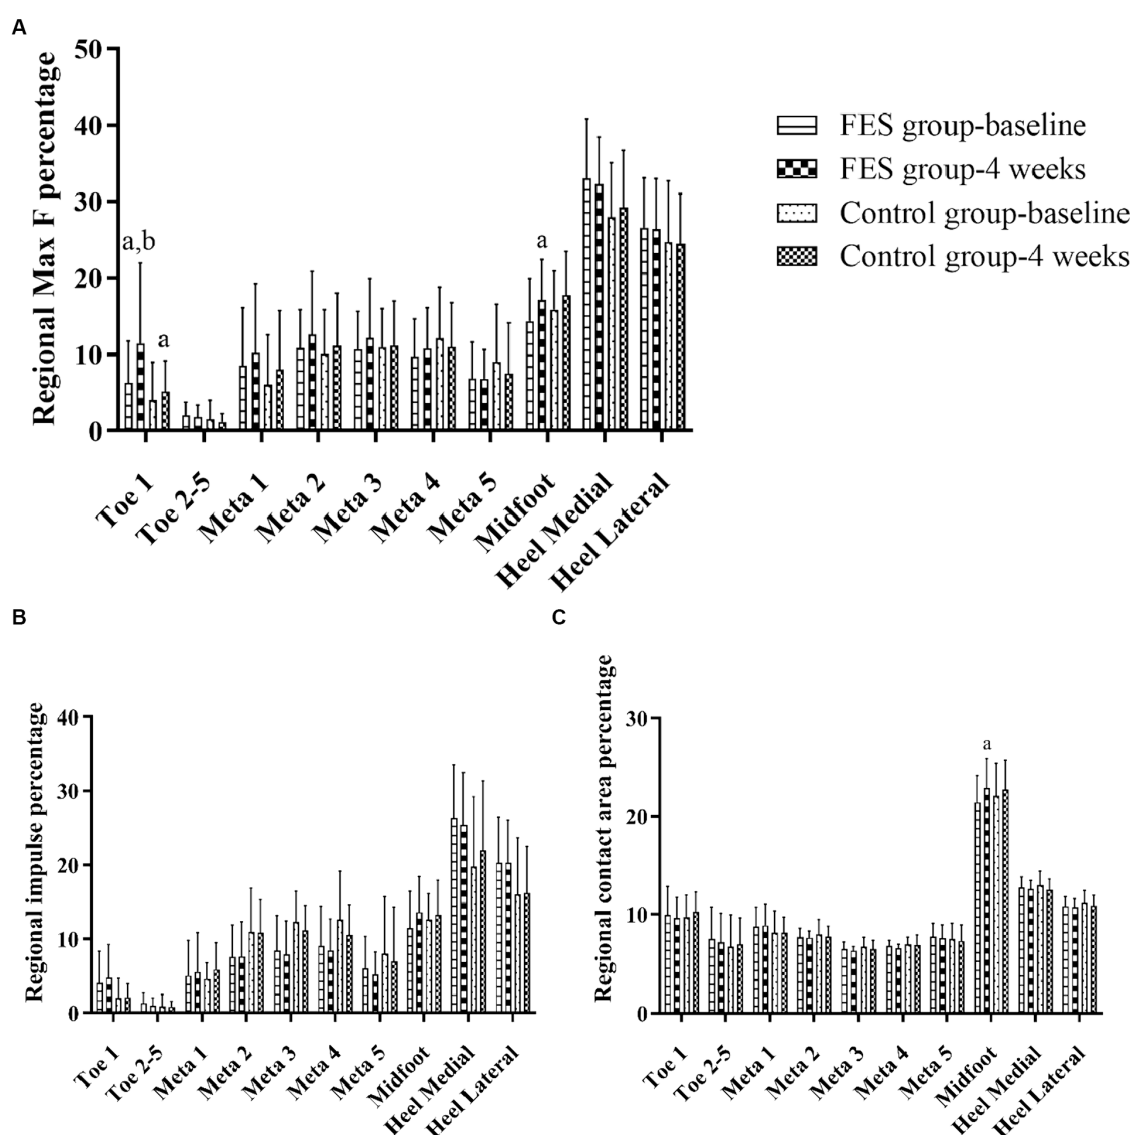 A
Regional Max F percentage
50
40
30
20
10
0
a,b
a
a
Toe 1
Toe 2-5
Meta 1
Meta 2
Meta 3
Meta 4
Meta 5
Midfoot
Heel Medial
Heel Lateral
FES group-baseline
FES group-4 weeks
Control group-baseline
Control group-4 weeks
B
Regional impulse percentage
40
30
20
10
0
Toe 1
Toe 2-5
Meta 1
Meta 2
Meta 3
Meta 4
Meta 5
Midfoot
Heel Medial
Heel Lateral
C
Regional contact area percentage
30
20
10
0
a
Toe 1
Toe 2-5
Meta 1
Meta 2
Meta 3
Meta 4
Meta 5
Midfoot
Heel Medial
Heel Lateral